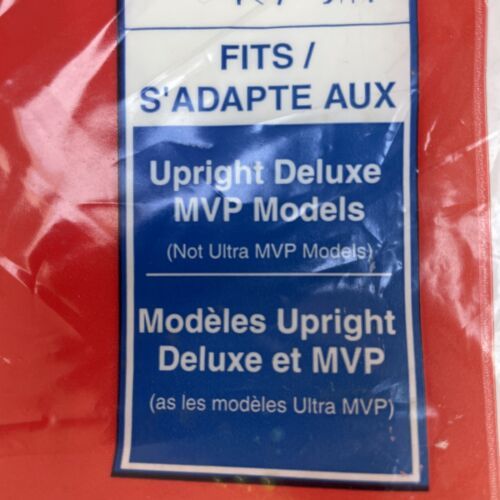 FITS /
S'ADAPTE AUX
Upright Deluxe
MVP Models
(Not Ultra MVP Models)
Modèles Upright
Deluxe et MVP
(as les modèles Ultra MVP)